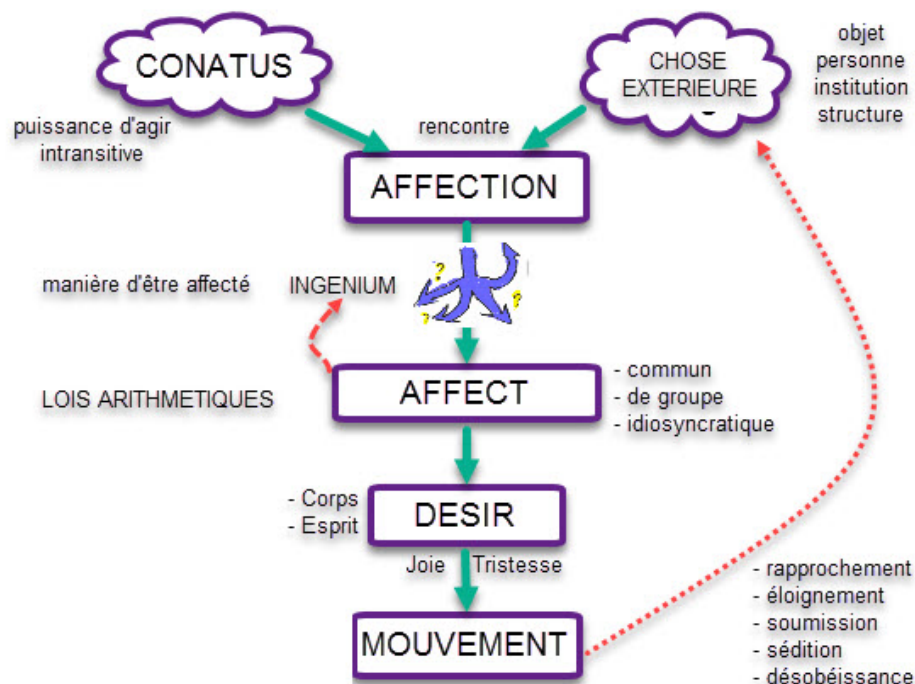 CONATUS
CHOSE
EXTERIEURE
objet
personne
institution
structure
puissance d'agir
intransitive
rencontre
AFFECTION
manière d'être affecté
INGENIUM
?
?
?
LOIS ARITHMETIQUES
AFFECT
- commun
- de groupe
- idiosyncratique
- Corps
- Esprit
DESIR
Joie
Tristesse
MOUVEMENT
- rapprochement
- éloignement
- soumission
- sédition
- désobéissance